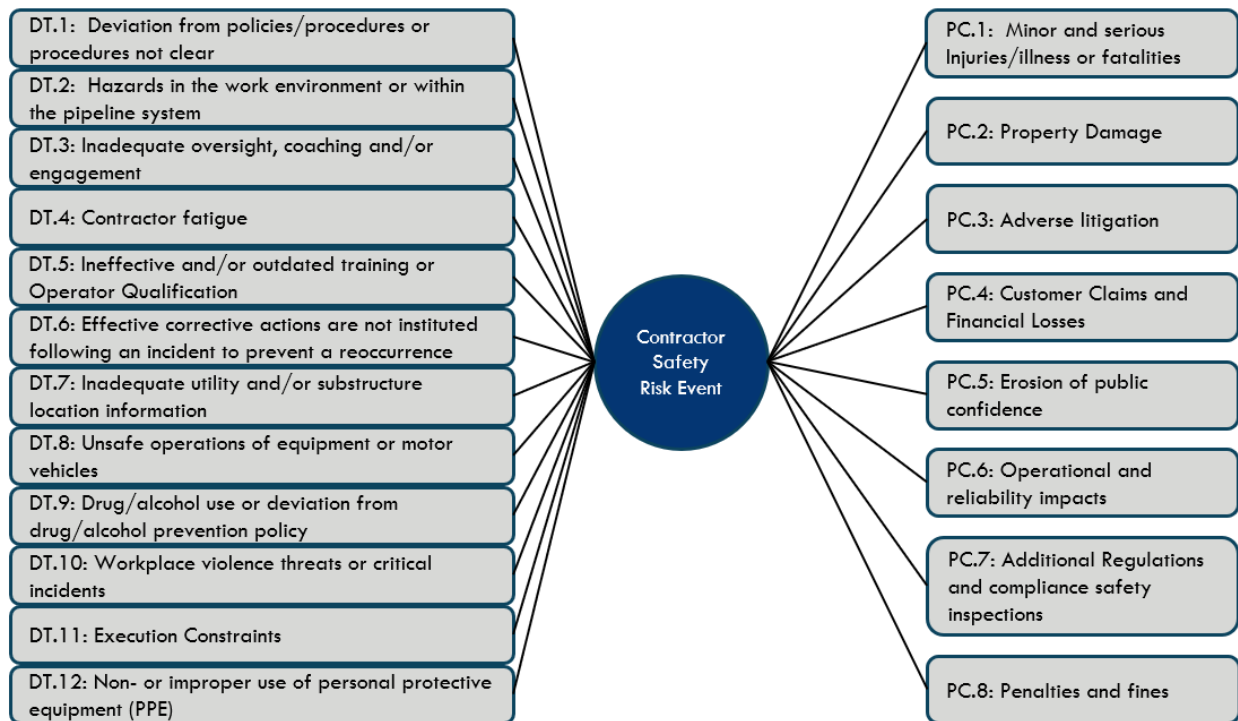 DT.1:  Deviation from policies/procedures or
procedures not clear
DT.2:  Hazards in the work environment or within
the pipeline system
DT.3: Inadequate oversight, coaching and/or
engagement
DT.4: Contractor fatigue
DT.5: Ineffective and/or outdated training or
Operator Qualification
DT.6: Effective corrective actions are not instituted
following an incident to prevent a reoccurrence
DT.7: Inadequate utility and/or substructure
location information
DT.8: Unsafe operations of equipment or motor
vehicles
DT.9: Drug/alcohol use or deviation from
drug/alcohol prevention policy
DT.10: Workplace violence threats or critical
incidents
DT.11: Execution Constraints
DT.12: Non- or improper use of personal protective
equipment (PPE)
Contractor
Safety
Risk Event
PC.1:  Minor and serious
Injuries/illness or fatalities
PC.2: Property Damage
PC.3: Adverse litigation
PC.4: Customer Claims and
Financial Losses
PC.5: Erosion of public
confidence
PC.6: Operational and
reliability impacts
PC.7: Additional Regulations
and compliance safety
inspections
PC.8: Penalties and fines